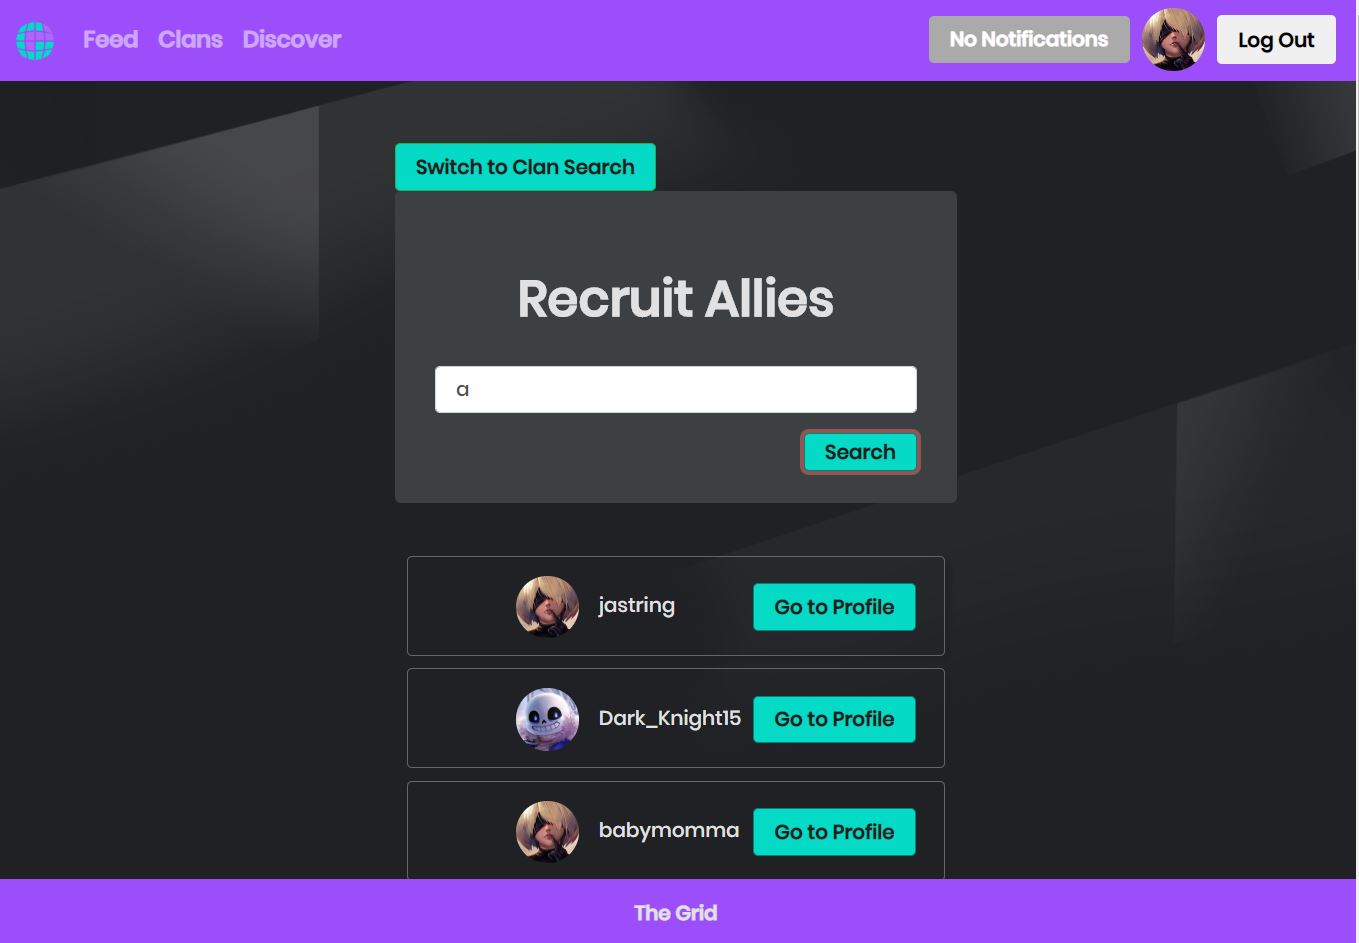 Feed Clans Discover No Notifications Log Out
Switch to Clan Search
Recruit Allies
a
Search
jastring Go to Profile
Dark_Knight15 Go to Profile
babymomma Go to Profile
The Grid